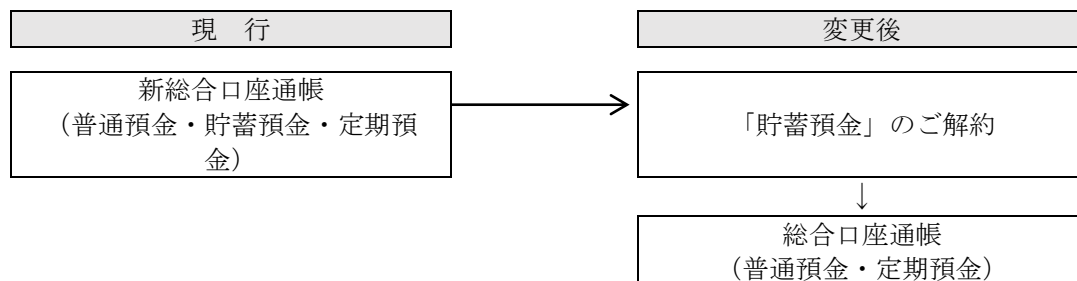 現　行
変更後
新総合口座通帳
（普通預金・貯蓄預金・定期預
金）
「貯蓄預金」のご解約
↓
総合口座通帳
（普通預金・定期預金）